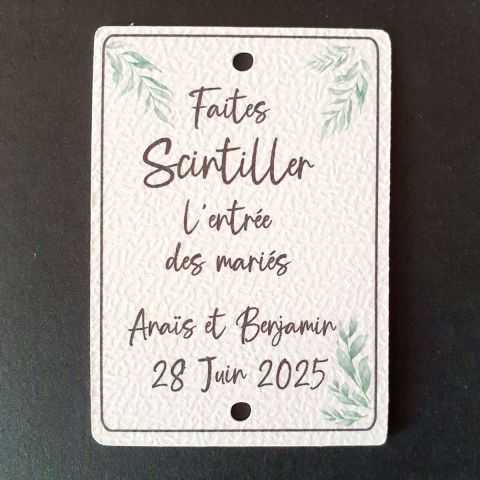 Faites
Scintiller
l'entrée
des mariés
Anaïs et Benjamin
28 Juin 2025